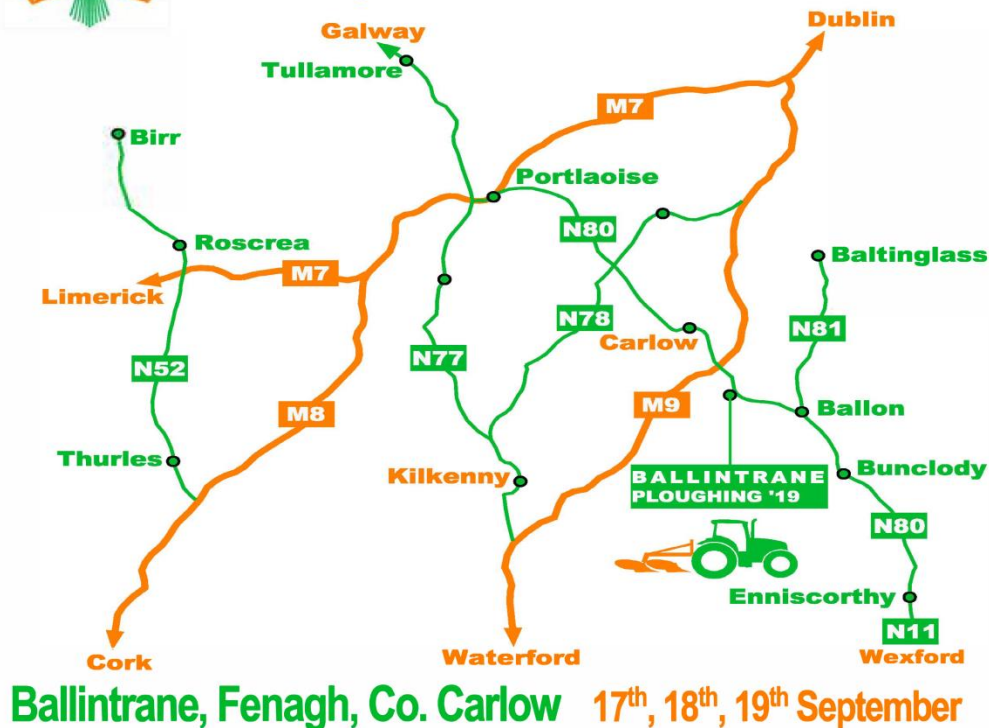 Dublin
Galway
Tullamore
M7
Birr
Portlaoise
N80
Roscrea
Baltinglass
M7
Limerick
N78
N81
Carlow
N77
N52
M8
M9
Ballon
Thurles
Kilkenny
Bunclody
BALLINTRANE
PLOUGHING '19
N80
Enniscorthy
N11
Cork
Waterford
Wexford
Ballintrane, Fenagh, Co. Carlow 17th, 18th, 19th September